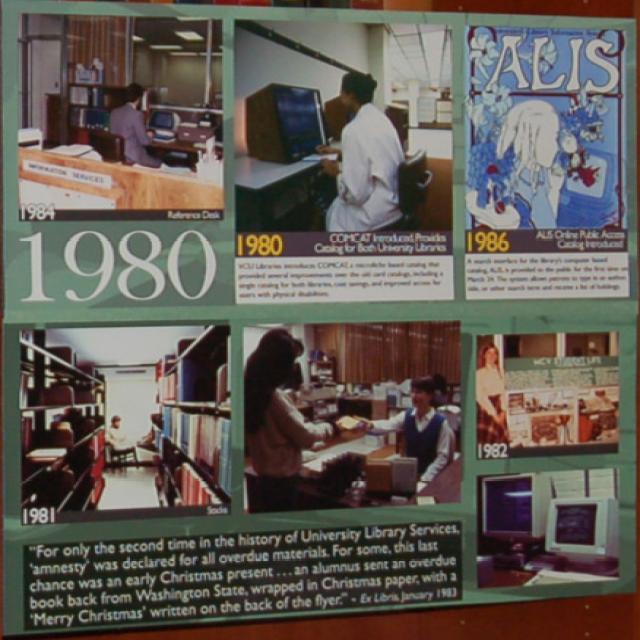 INFORMATION SERVICES
1984 Reference Desk
1980
1980 COMCAT Introduced, Provides
Catalog for Both University Libraries
VCU Libraries introduces COMCAT, a microfiche based catalog that
provided several improvements over the old card catalogs, including a
single catalog for both libraries, cost savings, and improved access for
users with physical disabilities.
ALIS
1986 ALIS Online Public Access
Catalog Introduced
A search interface for the library's computer based
catalog, ALIS, is provided to the public for the first time on
March 24. The system allows patrons to type in an author,
title, or other search term and receive a list of holdings.
1981 Stacks
1982
"For only the second time in the history of University Library Services,
'amnesty' was declared for all overdue materials. For some, this last
chance was an early Christmas present . . . an alumnus sent an overdue
book back from Washington State, wrapped in Christmas paper, with a
'Merry Christmas' written on the back of the flyer." - Ex Libris, January 1983